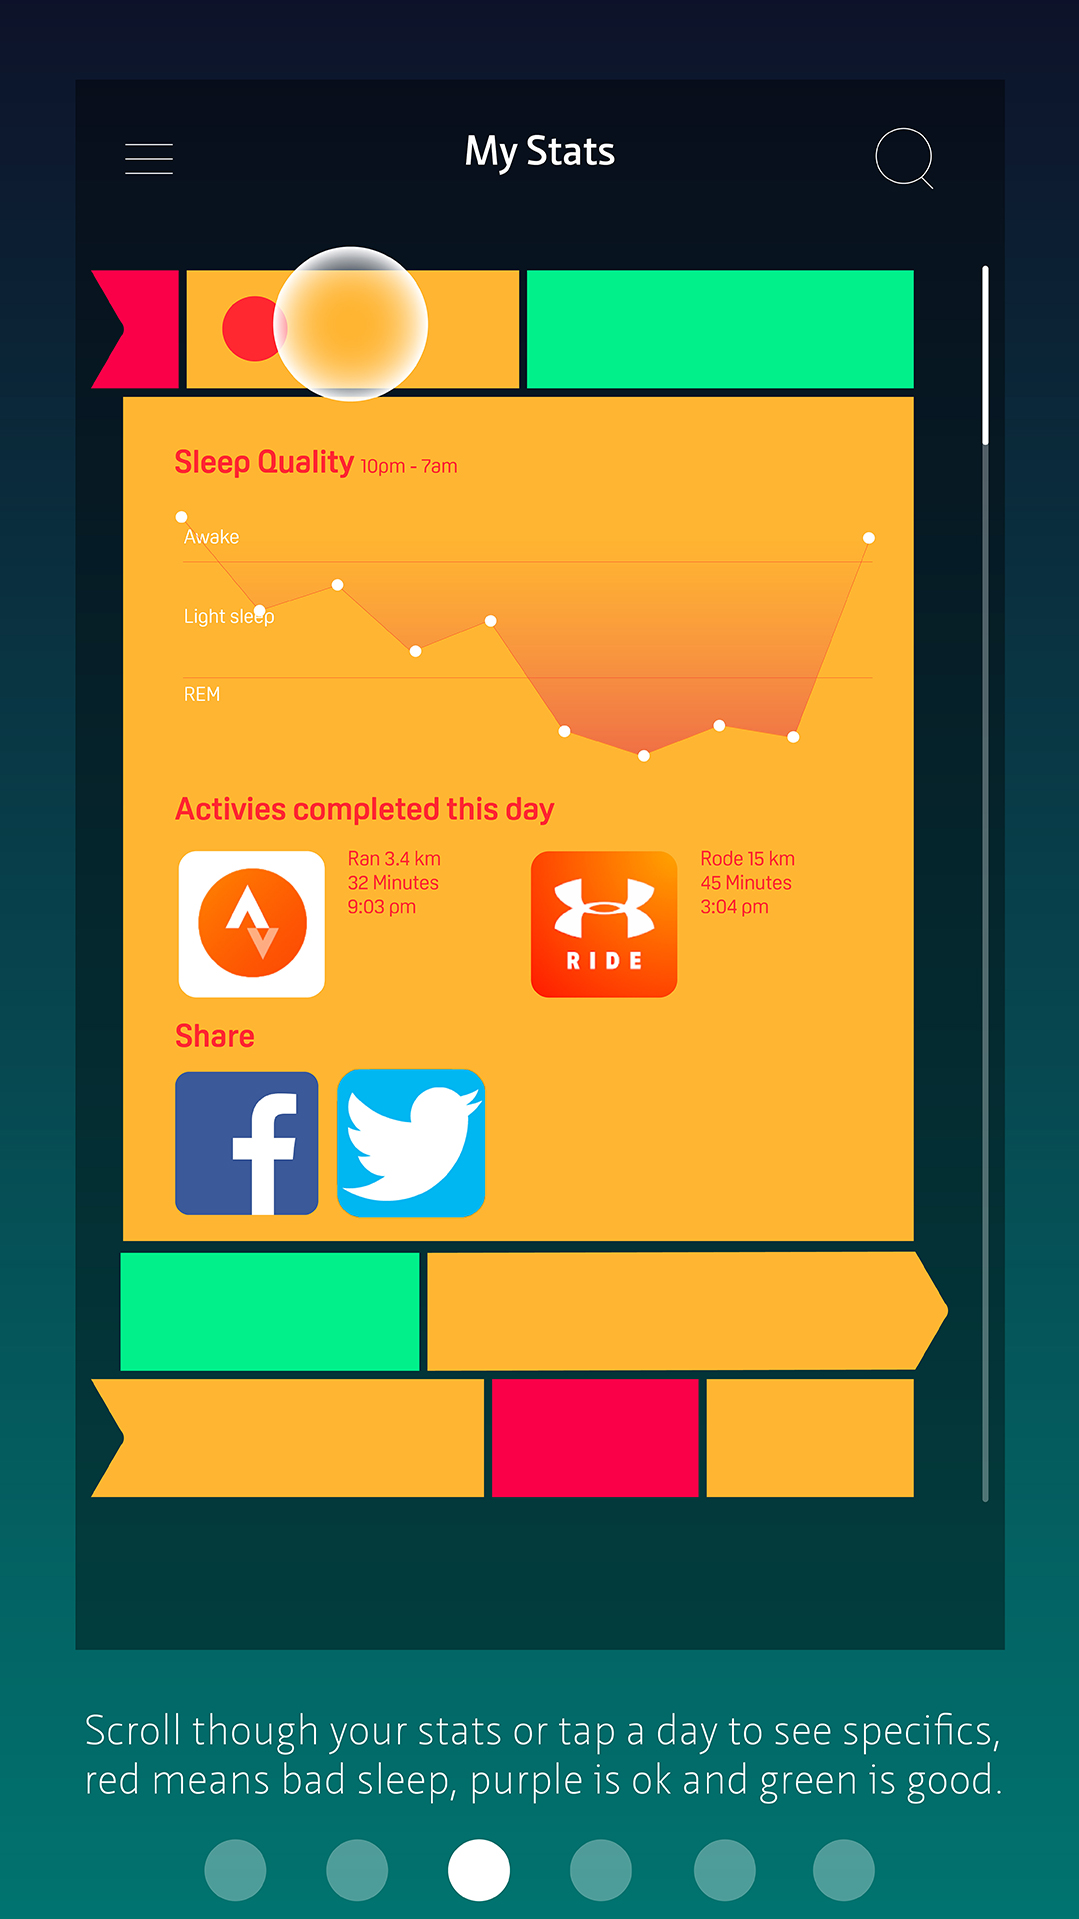 My Stats
Sleep Quality 10pm - 7am
Awake
Light sleep
REM
Activies completed this day
Ran 3.4 km
32 Minutes
9:03 pm
RIDE
Rode 15 km
45 Minutes
3:04 pm
Share
Scroll though your stats or tap a day to see specifics,
red means bad sleep, purple is ok and green is good.